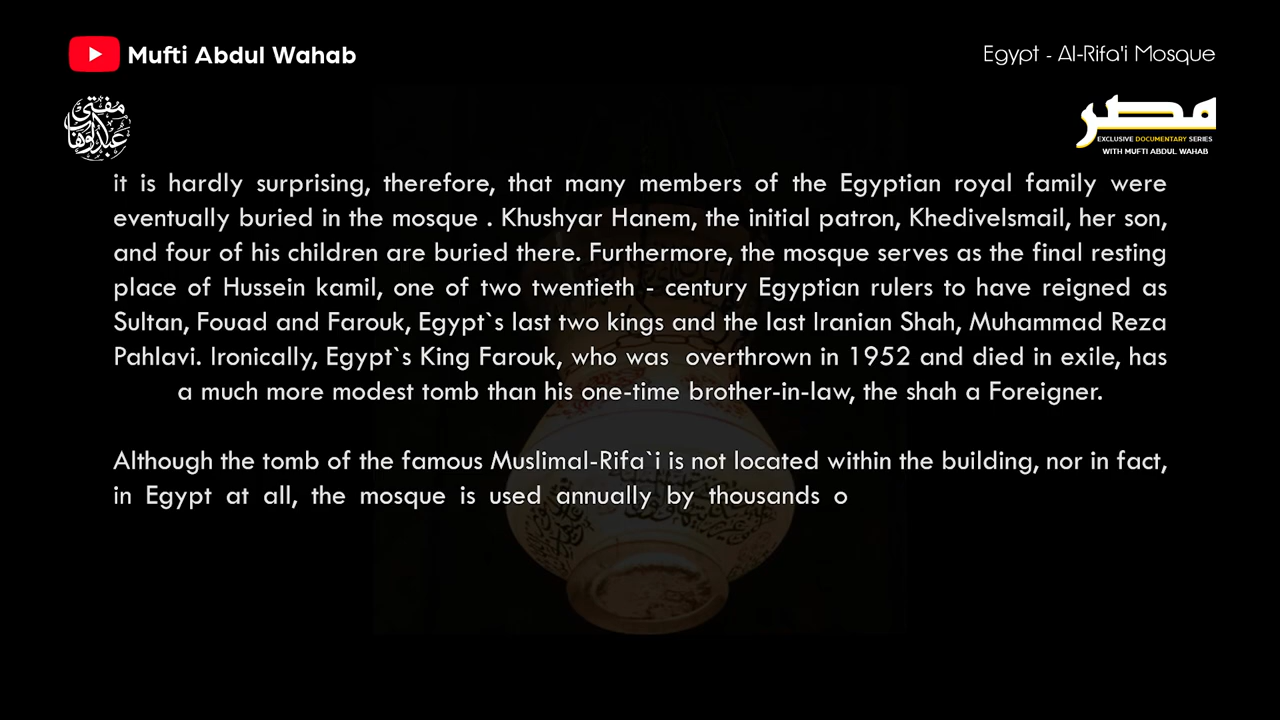 Mufti Abdul Wahab
Egypt - Al-Rifa'i Mosque
مفتي
عبدالوهاب
مصر
EXCLUSIVE DOCUMENTARY SERIES
WITH MUFTI ABDUL WAHAB
it is hardly surprising, therefore, that many members of the Egyptian royal family were
eventually buried in the mosque . Khushyar Hanem, the initial patron, KhediveIsmail, her son,
and four of his children are buried there. Furthermore, the mosque serves as the final resting
place of Hussein kamil, one of two twentieth - century Egyptian rulers to have reigned as
Sultan, Fouad and Farouk, Egypt`s last two kings and the last Iranian Shah, Muhammad Reza
Pahlavi. Ironically, Egypt`s King Farouk, who was  overthrown in 1952 and died in exile, has
a much more modest tomb than his one-time brother-in-law, the shah a Foreigner.
Although the tomb of the famous Muslimal-Rifa`i is not located within the building, nor in fact,
in Egypt at all, the mosque is used annually by thousands o